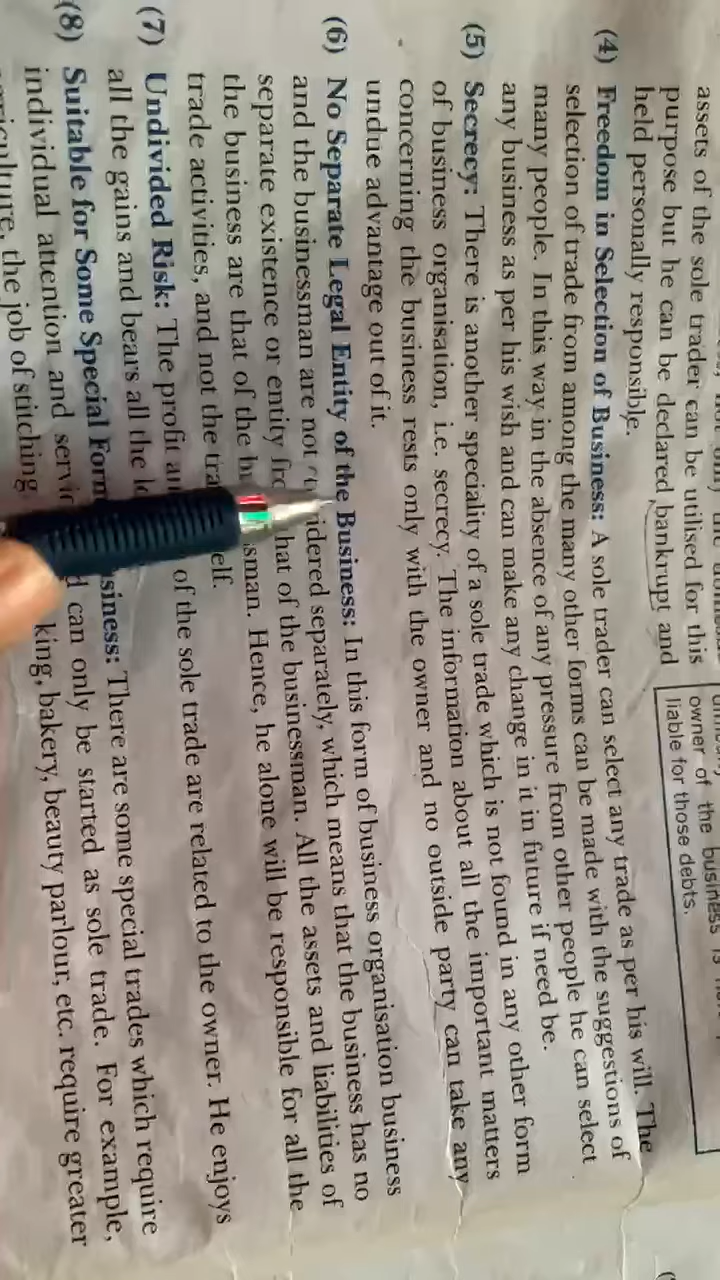 assets of the sole trader can be utilised for this
purpose but he can be declared bankrupt and
held personally responsible.
owner of the business is
liable for those debts.
(4) Freedom in Selection of Business: A sole trader can select any trade as per his will. The
selection of trade from among the many other forms can be made with the suggestions of
many people. In this way in the absence of any pressure from other people he can select
any business as per his wish and can make any change in it in future if need be.
(5) Secrecy: There is another speciality of a sole trade which is not found in any other form
of business organisation, i.e. secrecy. The information about all the important matters
concerning the business rests only with the owner and no outside party can take any
undue advantage out of it.
(6) No Separate Legal Entity of the Business: In this form of business organisation business
and the businessman are not separately, which means that the business has no
separate existence or entity of the businessman. All the assets and liabilities of
the business are that of the Hence, he alone will be responsible for all the
trade activities, and not the
(7) Undivided Risk: The profit of the sole trade are related to the owner. He enjoys
all the gains and bears all the
(8) Suitable for Some Special There are some special trades which require
individual attention and can only be started as sole trade. For example,
the job of stitching bakery, beauty parlour, etc. require greater